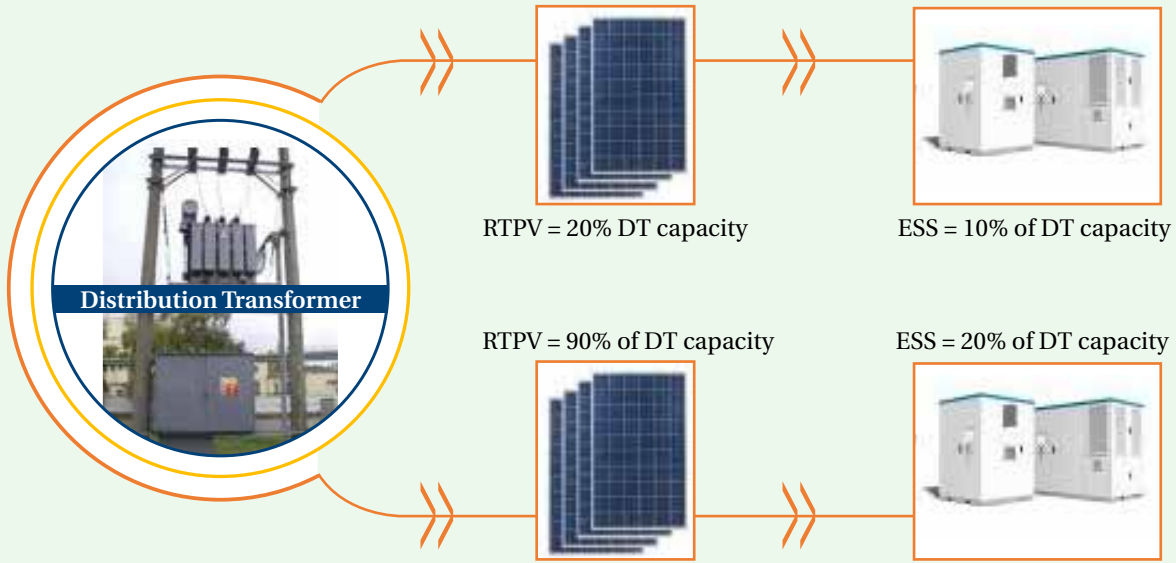 RTPV = 20% DT capacity
ESS = 10% of DT capacity
Distribution Transformer
RTPV = 90% of DT capacity
ESS = 20% of DT capacity